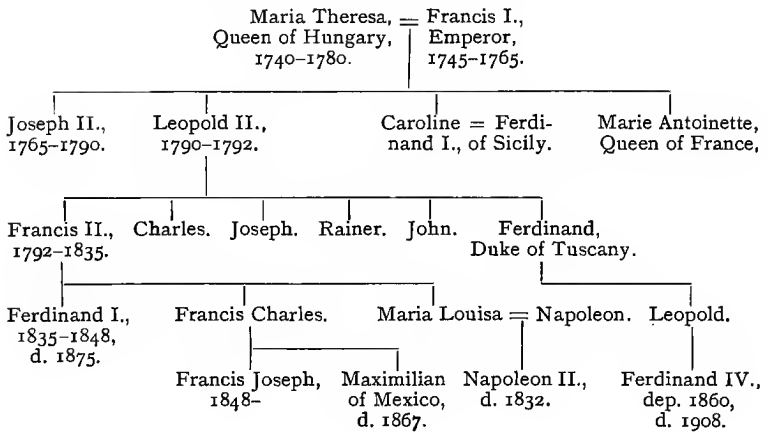 Maria Theresa, = Francis I.,
Queen of Hungary, Emperor,
1740–1780. 1745–1765.
Joseph II., Leopold II., Caroline = Ferdi- Marie Antoinette,
1765–1790. 1790–1792. nand I., of Sicily. Queen of France,
Francis II., Charles. Joseph. Rainer. John. Ferdinand,
1792–1835. Duke of Tuscany.
Ferdinand I., Francis Charles. Maria Louisa = Napoleon. Leopold.
1835–1848,
d. 1875.
Francis Joseph, Maximilian Napoleon II., Ferdinand IV.,
1848– of Mexico, d. 1832. dep. 1860,
d. 1867. d. 1908.